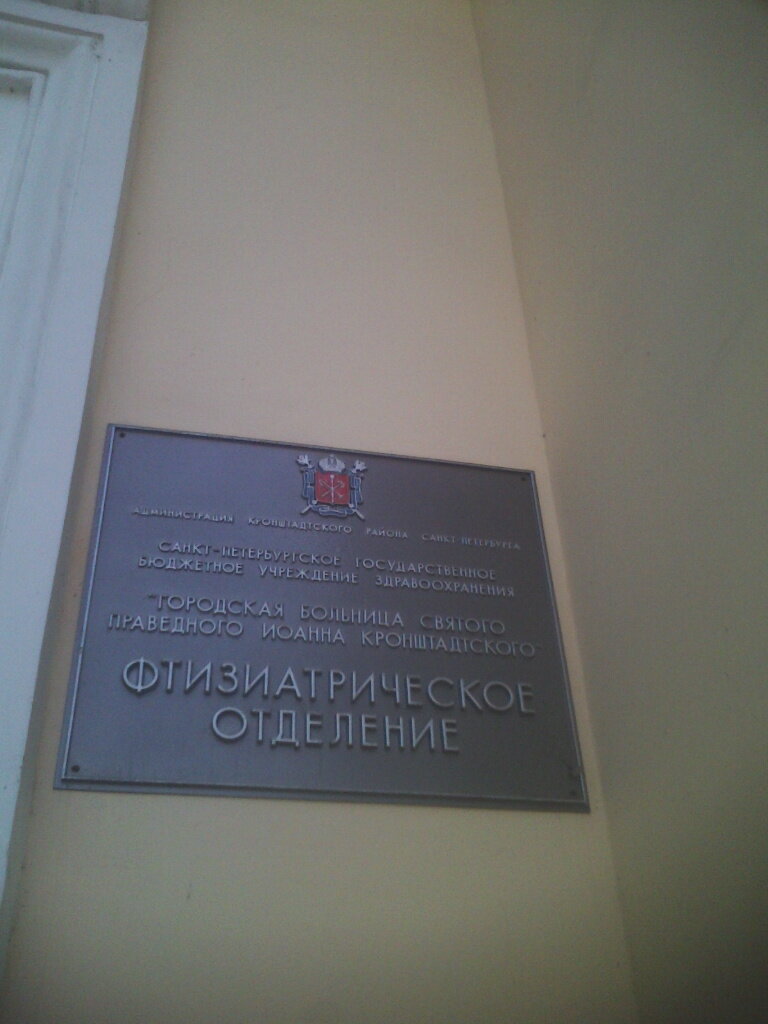 АДМИНИСТРАЦИЯ КРОНШТАДТСКОГО РАЙОНА САНКТ-ПЕТЕРБУРГА
САНКТ-ПЕТЕРБУРГСКОЕ ГОСУДАРСТВЕННОЕ
БЮДЖЕТНОЕ УЧРЕЖДЕНИЕ ЗДРАВООХРАНЕНИЯ
"ГОРОДСКАЯ БОЛЬНИЦА СВЯТОГО
ПРАВЕДНОГО ИОАННА КРОНШТАДТСКОГО"
ФТИЗИАТРИЧЕСКОЕ
ОТДЕЛЕНИЕ